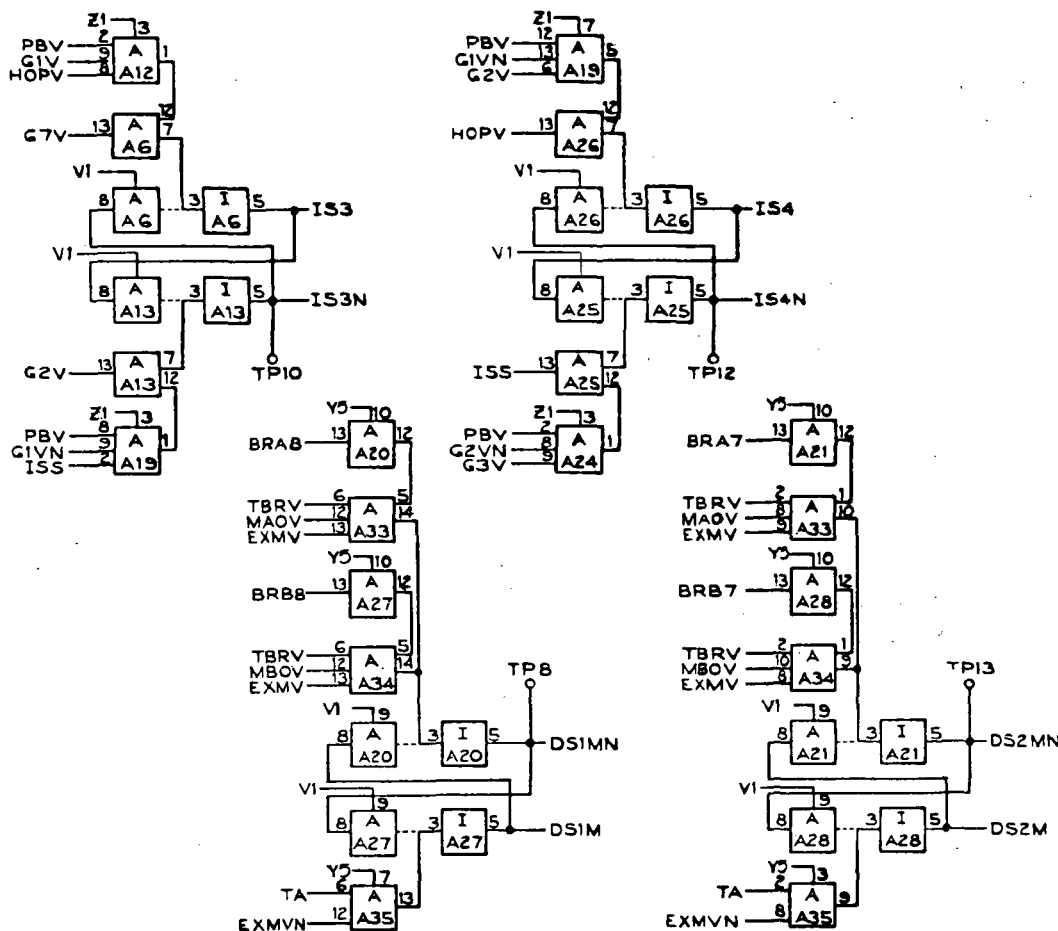 Z1 3
PBV 2
G1V 9
HOPV 8
A
A12
1
G7V 13
A
A6
12
7
V1
8
A
A6
3
I
A6
5
IS3
V1
8
A
A13
3
I
A13
5
IS3N
TP10
G2V 13
A
A13
7
12
Z1 3
PBV 8
G1VN 9
ISS 2
A
A19
1
Z1 7
PBV 12
G1VN 13
G2V 6
A
A19
5
HOPV 13
A
A26
12
7
V1
8
A
A26
3
I
A26
5
IS4
V1
8
A
A25
3
I
A25
5
IS4N
TP12
ISS 13
A
A25
7
12
Z1 3
PBV 2
G2VN 8
G3V 9
A
A24
1
Y5 10
BRA8 13
A
A20
12
TBRV 6
MAOV 12
EXMV 13
A
A33
5
14
Y5 10
BRB8 13
A
A27
12
TBRV 6
MBOV 12
EXMV 13
A
A34
5
14
TP8
V1 9
8
A
A20
3
I
A20
5
DS1MN
V1 9
8
A
A27
3
I
A27
5
DS1M
Y5 7
TA 6
EXMVN 12
A
A35
13
Y5 10
BRA7 13
A
A21
12
TBRV 2
MAOV 8
EXMV 9
A
A33
1
10
Y5 10
BRB7 13
A
A28
12
TBRV 2
MBOV 10
EXMV 8
A
A34
1
9
TP13
V1 9
8
A
A21
3
I
A21
5
DS2MN
V1 9
8
A
A28
3
I
A28
5
DS2M
Y5 3
TA 2
EXMVN 8
A
A35
9